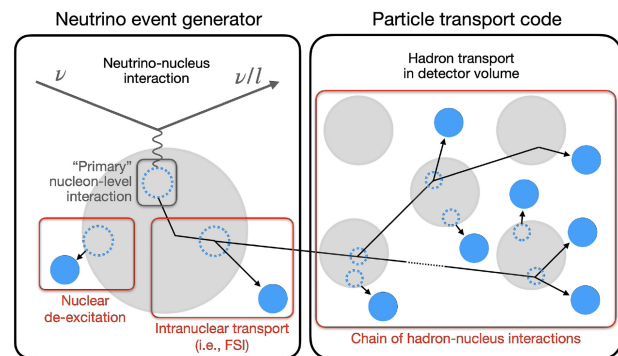 Neutrino event generator
Neutrino-nucleus
interaction
ν
ν/l
“Primary”
nucleon-level
interaction
Nuclear
de-excitation
Intranuclear transport
(i.e., FSI)
Particle transport code
Hadron transport
in detector volume
Chain of hadron-nucleus interactions